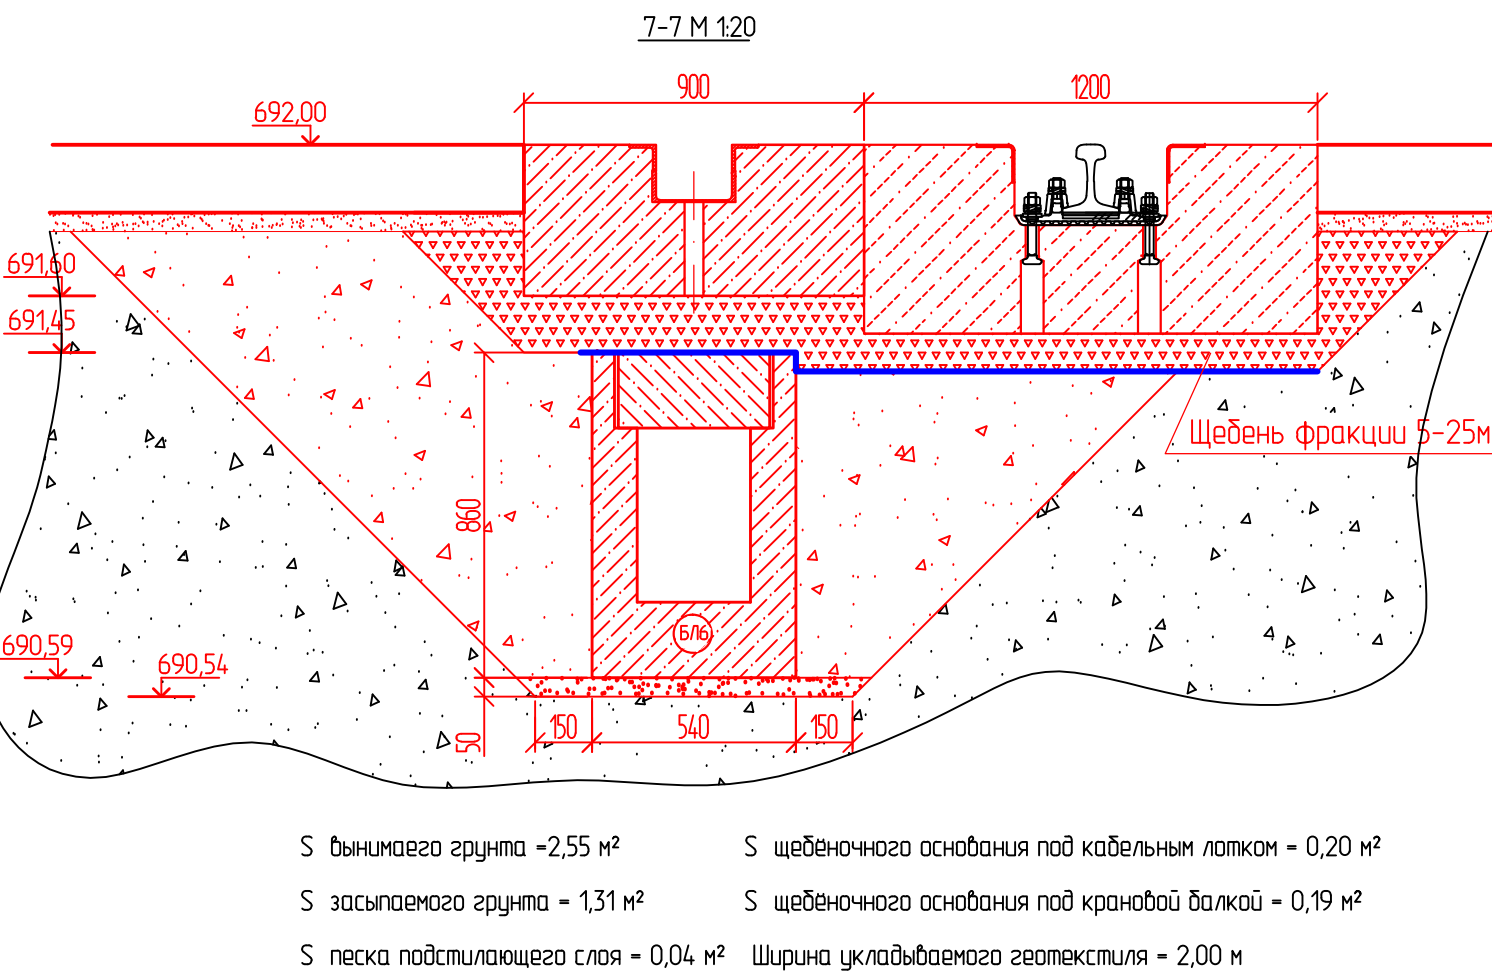 7-7 М 1:20
900
1200
692,00
691,60
691,45
Щебень фракции 5-25м
860
БЛ6
690,59
690,54
150
540
150
50
S вынимаего грунта =2,55 м²
S щебёночного основания под кабельным лотком = 0,20 м²
S засыпаемого грунта = 1,31 м²
S щебёночного основания под крановой балкой = 0,19 м²
S песка подстилающего слоя = 0,04 м²
Ширина укладываемого геотекстиля = 2,00 м